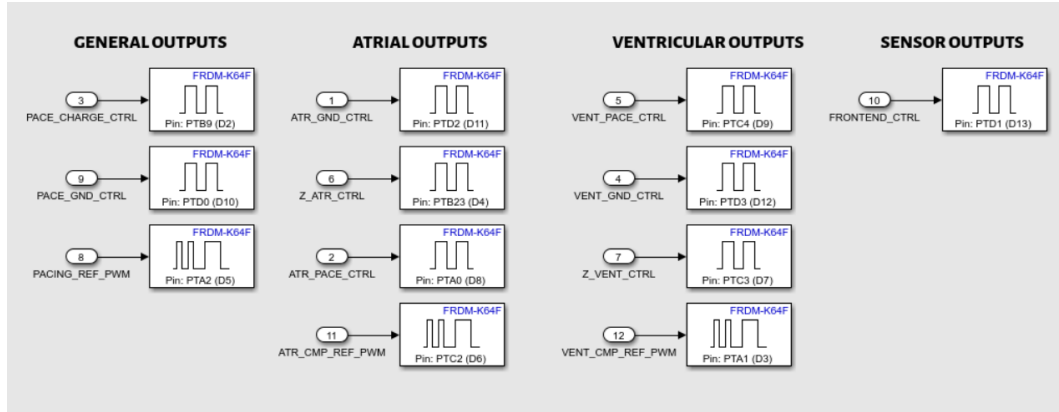 GENERAL OUTPUTS
FRDM-K64F
3
PACE_CHARGE_CTRL
Pin: PTB9 (D2)
FRDM-K64F
9
PACE_GND_CTRL
Pin: PTD0 (D10)
FRDM-K64F
8
PACING_REF_PWM
Pin: PTA2 (D5)
ATRIAL OUTPUTS
FRDM-K64F
1
ATR_GND_CTRL
Pin: PTD2 (D11)
FRDM-K64F
6
Z_ATR_CTRL
Pin: PTB23 (D4)
FRDM-K64F
2
ATR_PACE_CTRL
Pin: PTA0 (D8)
FRDM-K64F
11
ATR_CMP_REF_PWM
Pin: PTC2 (D6)
VENTRICULAR OUTPUTS
FRDM-K64F
5
VENT_PACE_CTRL
Pin: PTC4 (D9)
FRDM-K64F
4
VENT_GND_CTRL
Pin: PTD3 (D12)
FRDM-K64F
7
Z_VENT_CTRL
Pin: PTC3 (D7)
FRDM-K64F
12
VENT_CMP_REF_PWM
Pin: PTA1 (D3)
SENSOR OUTPUTS
FRDM-K64F
10
FRONTEND_CTRL
Pin: PTD1 (D13)